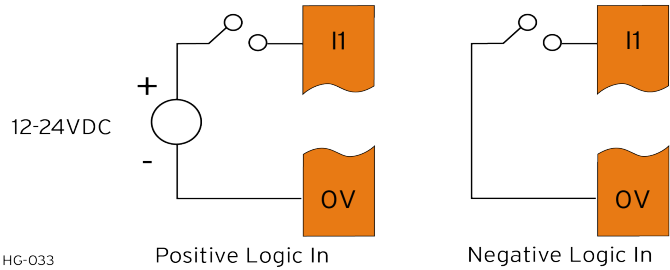 I1
I1
+
12-24VDC
-
0V
0V
HG-033
Positive Logic In
Negative Logic In